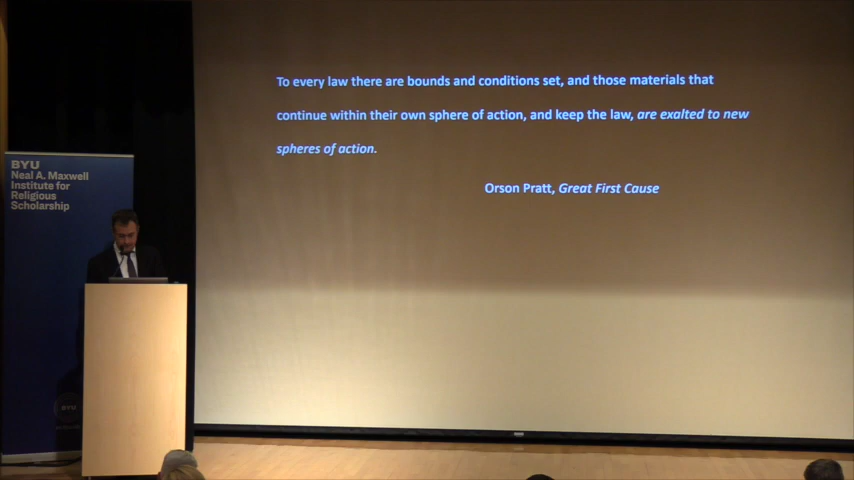 To every law there are bounds and conditions set, and those materials that
continue within their own sphere of action, and keep the law, are exalted to new
spheres of action.
Orson Pratt, Great First Cause
BYU
Neal A. Maxwell
Institute for
Religious
Scholarship
BYU